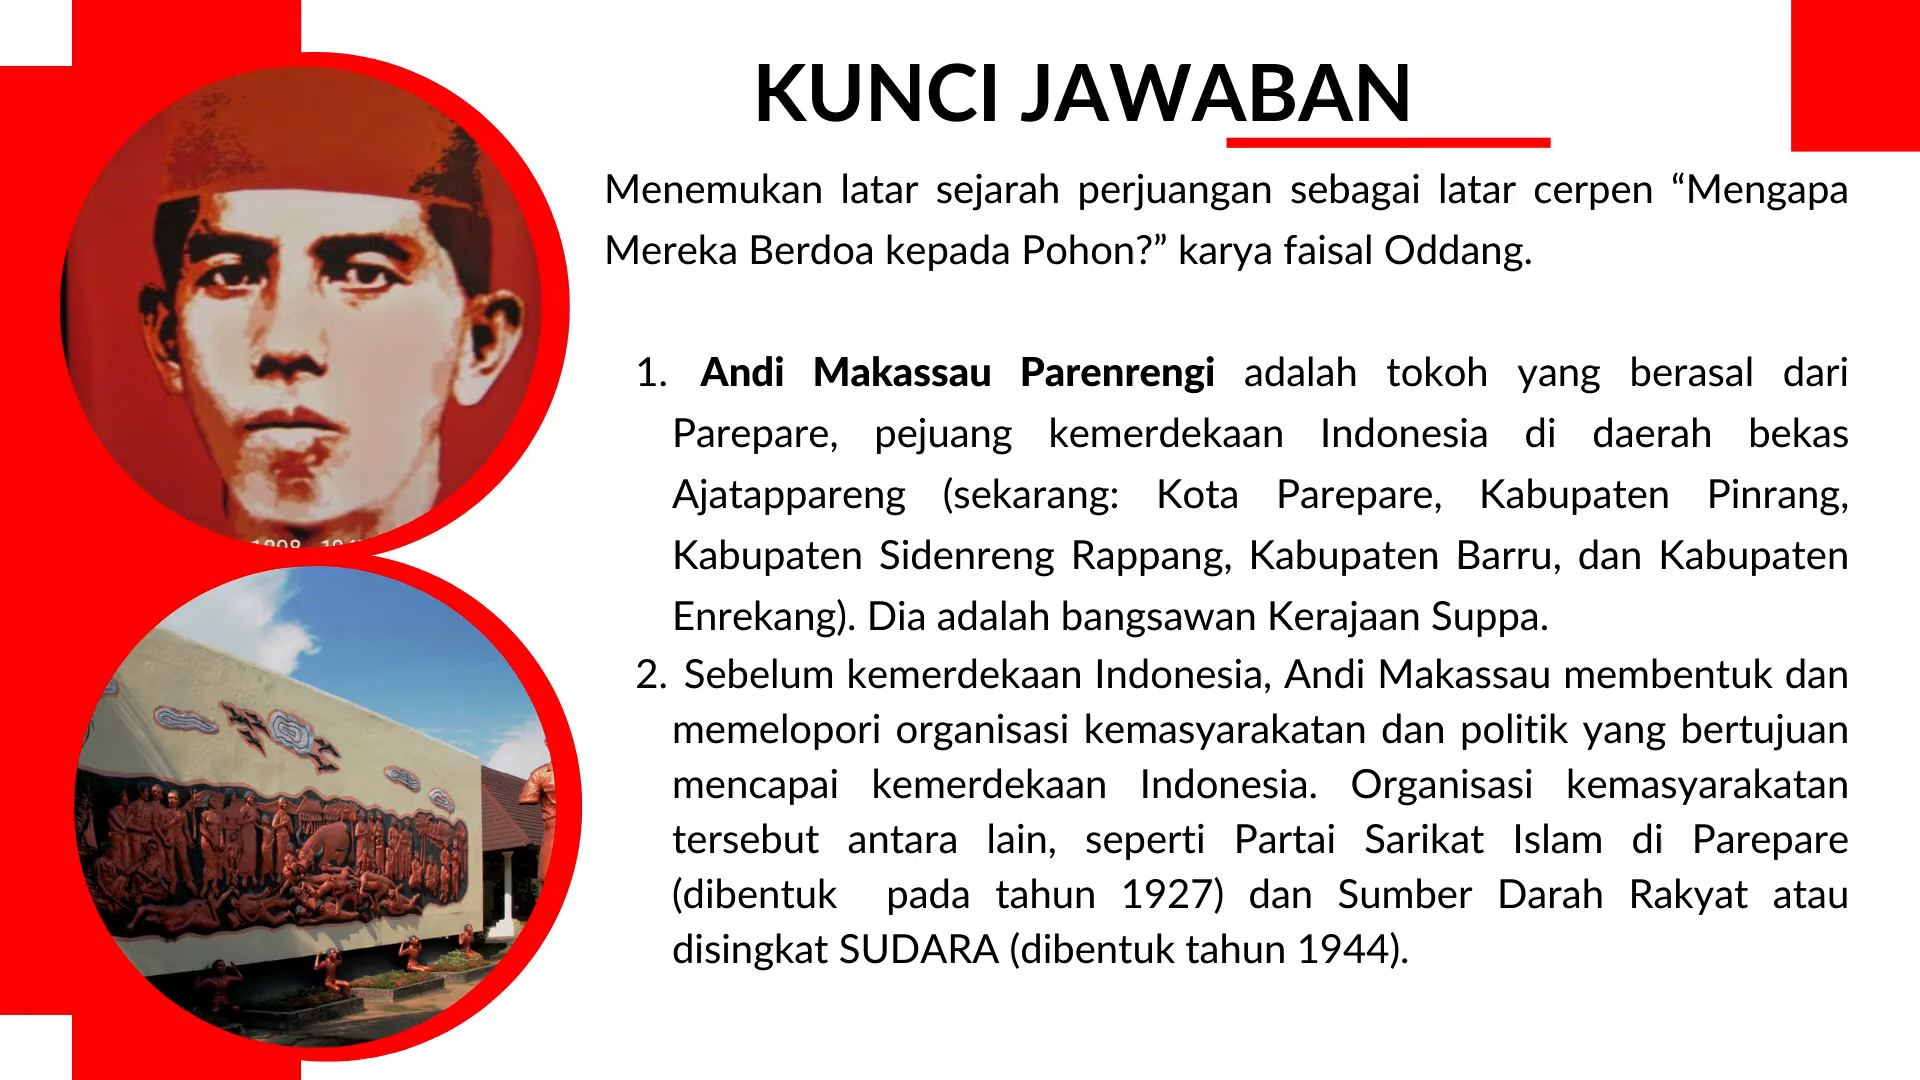 KUNCI JAWABAN
Menemukan latar sejarah perjuangan sebagai latar cerpen “Mengapa
Mereka Berdoa kepada Pohon?” karya faisal Oddang.
1. Andi Makassau Parenrengi adalah tokoh yang berasal dari
Parepare, pejuang kemerdekaan Indonesia di daerah bekas
Ajatappareng (sekarang: Kota Parepare, Kabupaten Pinrang,
Kabupaten Sidenreng Rappang, Kabupaten Barru, dan Kabupaten
Enrekang). Dia adalah bangsawan Kerajaan Suppa.
2. Sebelum kemerdekaan Indonesia, Andi Makassau membentuk dan
memelopori organisasi kemasyarakatan dan politik yang bertujuan
mencapai kemerdekaan Indonesia. Organisasi kemasyarakatan
tersebut antara lain, seperti Partai Sarikat Islam di Parepare
(dibentuk pada tahun 1927) dan Sumber Darah Rakyat atau
disingkat SUDARA (dibentuk tahun 1944).